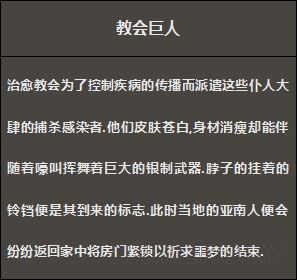 教会巨人
治愈教会为了控制疾病的传播而派遣这些仆人大
肆的捕杀感染者.他们皮肤苍白,身材消瘦却能伴
随着嚎叫挥舞着巨大的银制武器.脖子的挂着的
铃铛便是其到来的标志.此时当地的亚南人便会
纷纷返回家中将房门紧锁以祈求噩梦的结束.